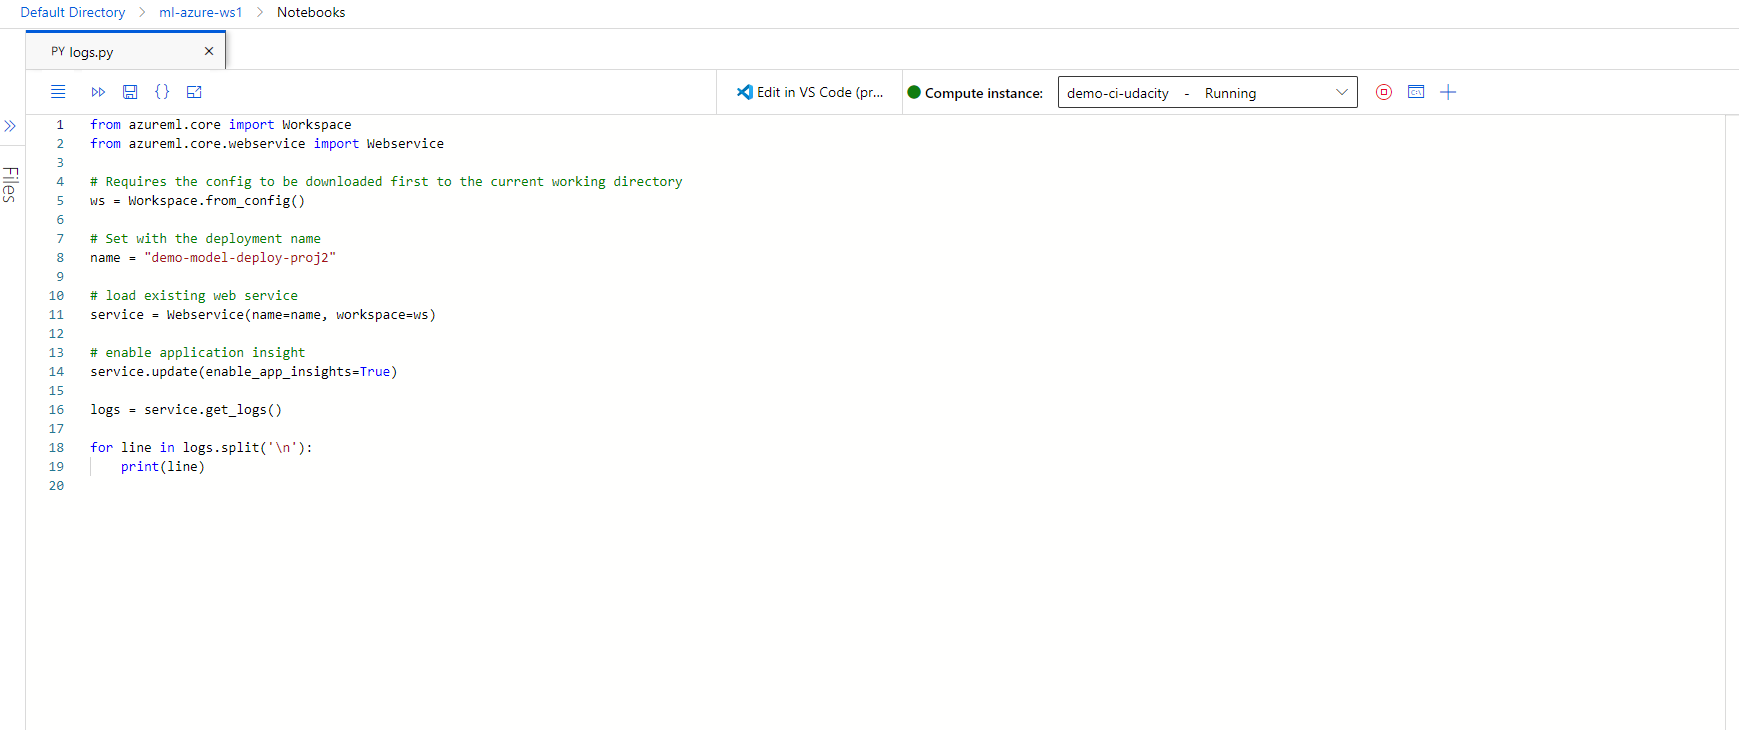 Default Directory > ml-azure-ws1 > Notebooks
PY logs.py ×
Edit in VS Code (pr... Compute instance: demo-ci-udacity - Running
Files
1 from azureml.core import Workspace
2 from azureml.core.webservice import Webservice
3
4 # Requires the config to be downloaded first to the current working directory
5 ws = Workspace.from_config()
6
7 # Set with the deployment name
8 name = "demo-model-deploy-proj2"
9
10 # load existing web service
11 service = Webservice(name=name, workspace=ws)
12
13 # enable application insight
14 service.update(enable_app_insights=True)
15
16 logs = service.get_logs()
17
18 for line in logs.split('\n'):
19     print(line)
20